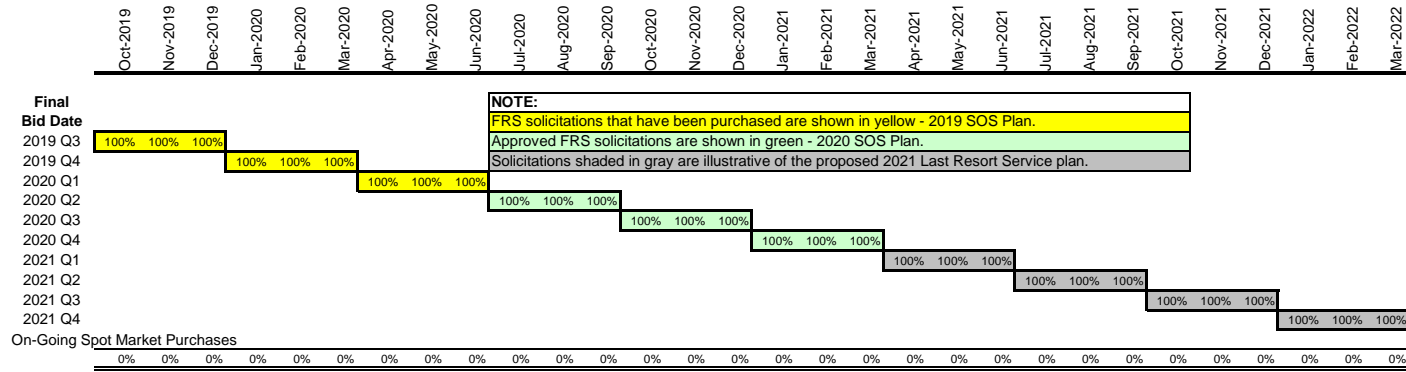 Oct-2019 Nov-2019 Dec-2019 Jan-2020 Feb-2020 Mar-2020 Apr-2020 May-2020 Jun-2020 Jul-2020 Aug-2020 Sep-2020 Oct-2020 Nov-2020 Dec-2020 Jan-2021 Feb-2021 Mar-2021 Apr-2021 May-2021 Jun-2021 Jul-2021 Aug-2021 Sep-2021 Oct-2021 Nov-2021 Dec-2021 Jan-2022 Feb-2022 Mar-2022
Final NOTE:
Bid Date FRS solicitations that have been purchased are shown in yellow - 2019 SOS Plan.
2019 Q3 100% 100% 100% Approved FRS solicitations are shown in green - 2020 SOS Plan.
2019 Q4 100% 100% 100% Solicitations shaded in gray are illustrative of the proposed 2021 Last Resort Service plan.
2020 Q1 100% 100% 100%
2020 Q2 100% 100% 100%
2020 Q3 100% 100% 100%
2020 Q4 100% 100% 100%
2021 Q1 100% 100% 100%
2021 Q2 100% 100% 100%
2021 Q3 100% 100% 100%
2021 Q4 100% 100% 100%
On-Going Spot Market Purchases
0% 0% 0% 0% 0% 0% 0% 0% 0% 0% 0% 0% 0% 0% 0% 0% 0% 0% 0% 0% 0% 0% 0% 0% 0% 0% 0% 0% 0% 0%